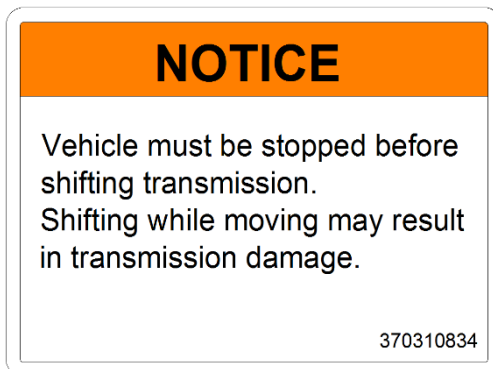 NOTICE
Vehicle must be stopped before
shifting transmission.
Shifting while moving may result
in transmission damage.
370310834